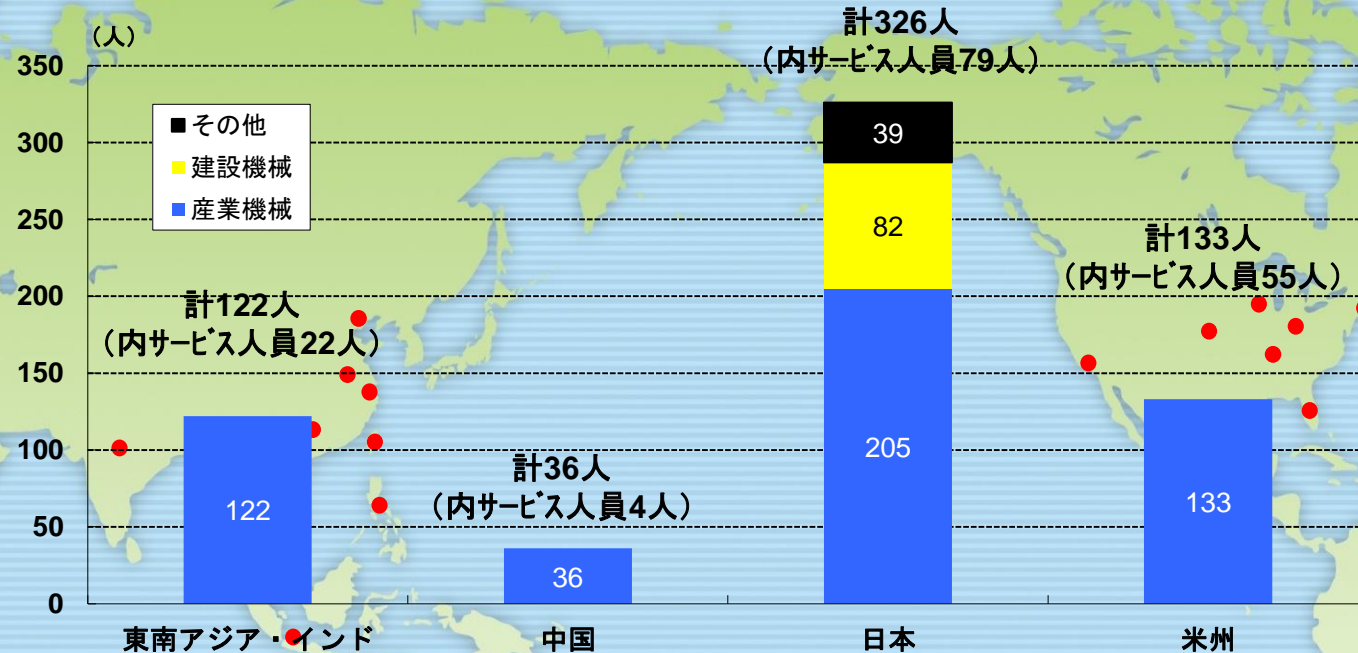 （人）
350
300
250
200
150
100
50
0
その他
建設機械
産業機械
計122人
（内サービス人員22人）
122
東南アジア・インド
計36人
（内サービス人員4人）
36
中国
計326人
（内サービス人員79人）
39
82
205
日本
計133人
（内サービス人員55人）
133
米州